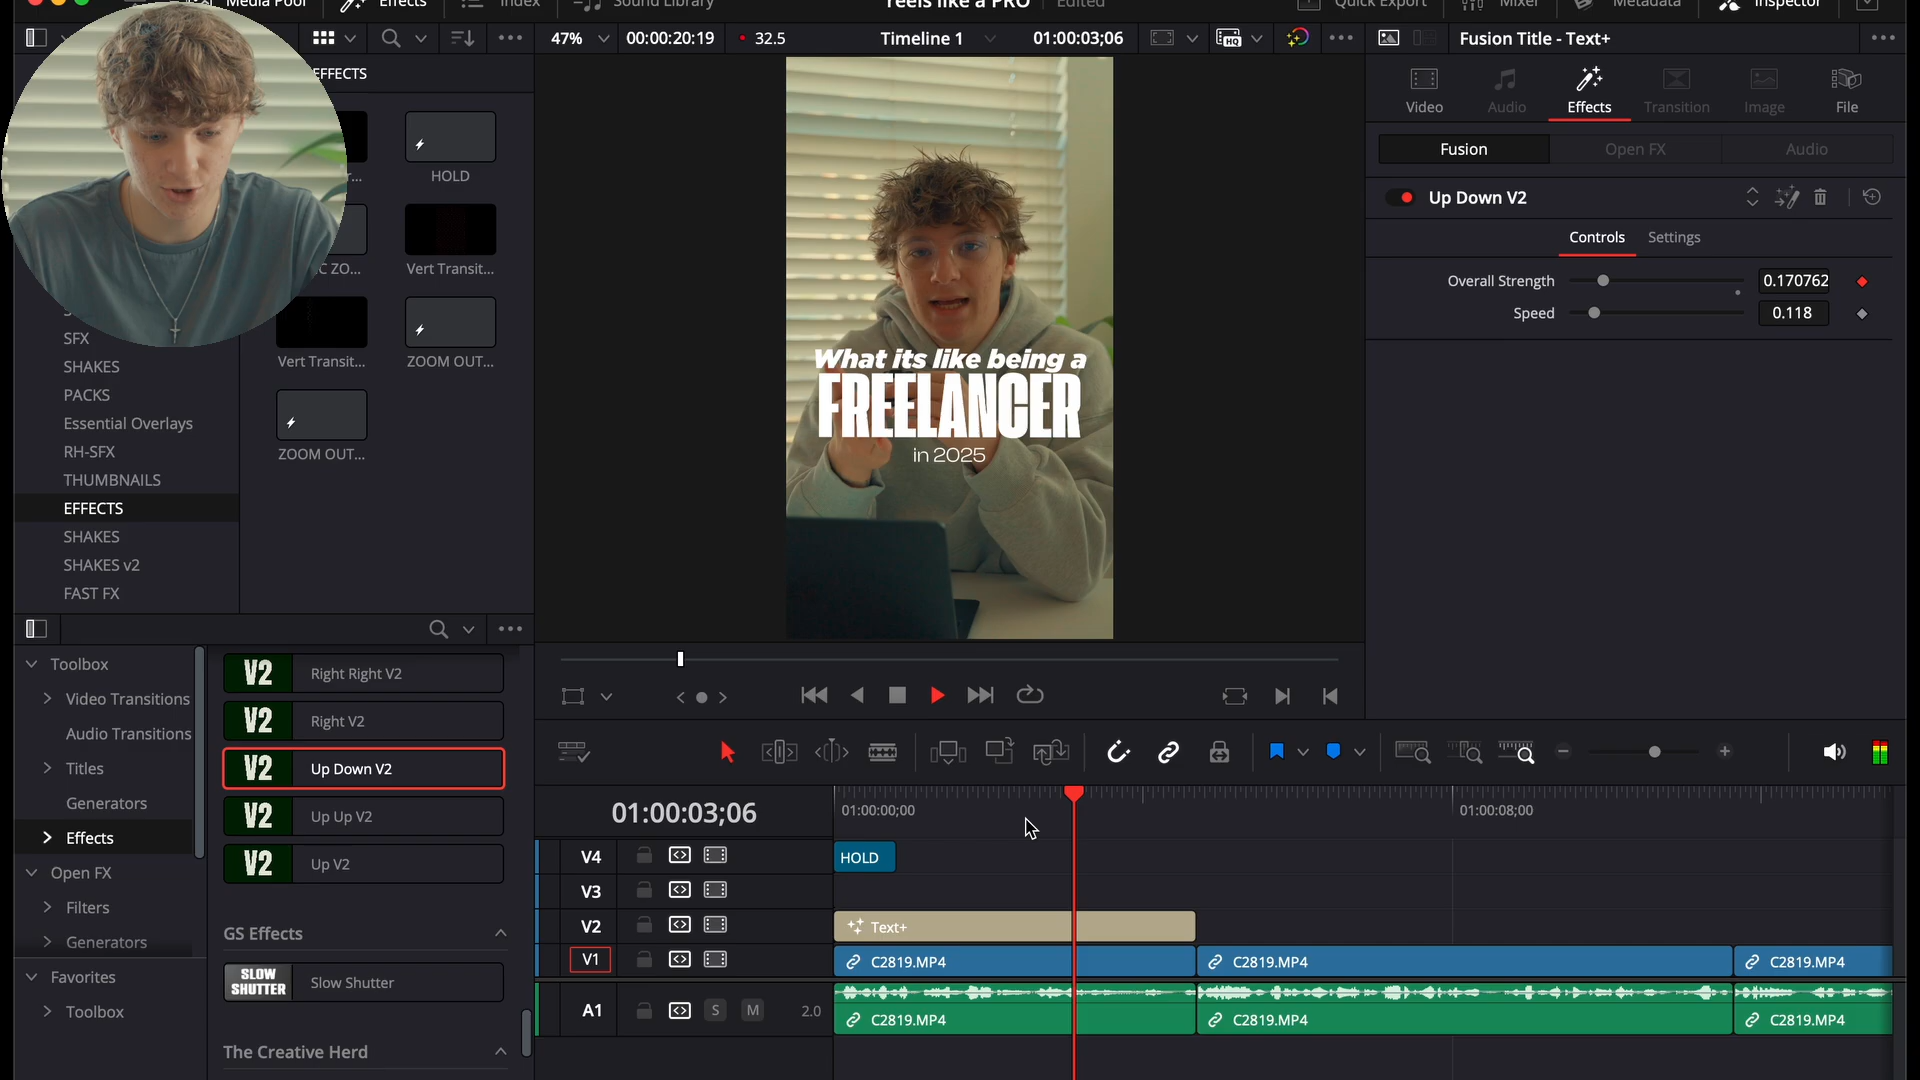 Media Pool
Effects
Index
Sound Library
reels like a PRO
Edited
Quick Export
Mixer
Metadata
Inspector
47%
00:00:20:19
32.5
Timeline 1
01:00:03;06
Fusion Title - Text+
EFFECTS
HOLD
C ZO...
Vert Transit...
Vert Transit...
ZOOM OUT...
ZOOM OUT...
SFX
SHAKES
PACKS
Essential Overlays
RH-SFX
THUMBNAILS
EFFECTS
SHAKES
SHAKES v2
FAST FX
What its like being a
FREELANCER
in 2025
Video
Audio
Effects
Transition
Image
File
Fusion
Open FX
Audio
Up Down V2
Controls
Settings
Overall Strength
0.170762
Speed
0.118
Toolbox
Video Transitions
Audio Transitions
Titles
Generators
Effects
Open FX
Filters
Generators
Favorites
Toolbox
V2 Right Right V2
V2 Right V2
V2 Up Down V2
V2 Up Up V2
V2 Up V2
GS Effects
SLOW
SHUTTER
Slow Shutter
The Creative Herd
01:00:03;06
01:00:00;00
01:00:08;00
V4
HOLD
V3
V2
Text+
V1
C2819.MP4
C2819.MP4
C2819.MP4
A1
S
M
2.0
C2819.MP4
C2819.MP4
C2819.MP4